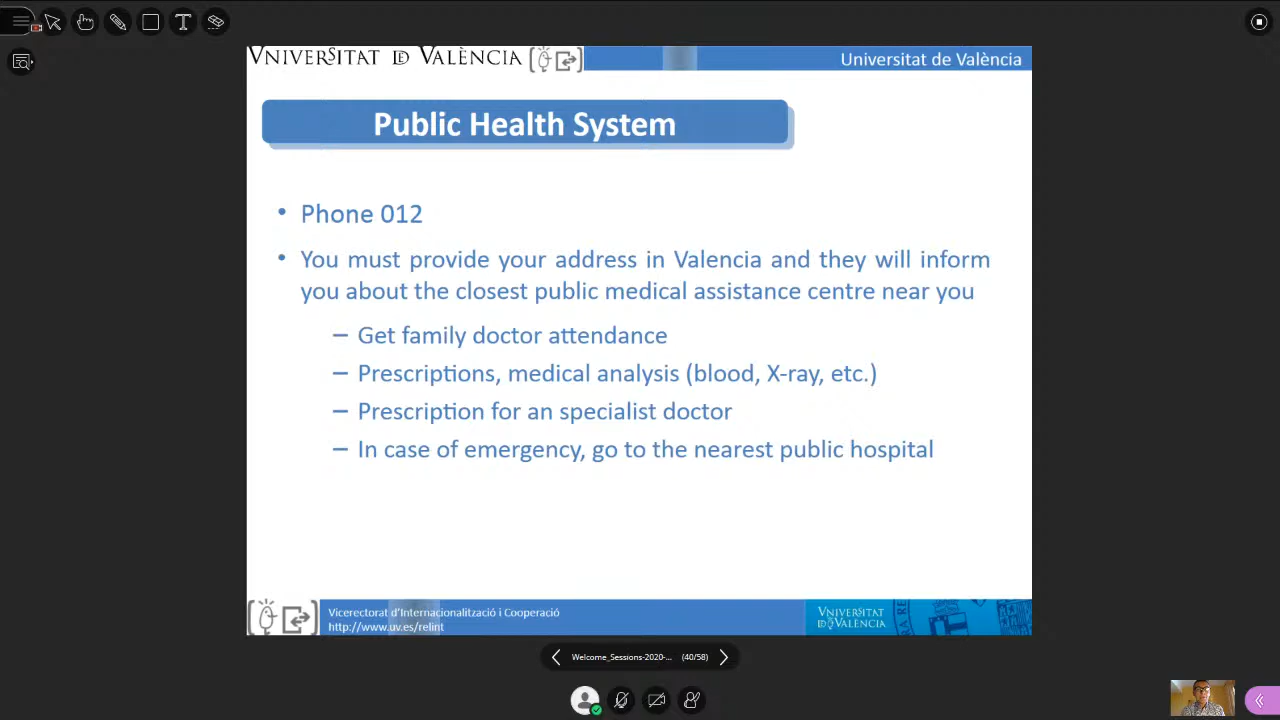 VNIVERSITAT DE VALÈNCIA
Universitat de València
Public Health System
• Phone 012
• You must provide your address in Valencia and they will inform
you about the closest public medical assistance centre near you
– Get family doctor attendance
– Prescriptions, medical analysis (blood, X-ray, etc.)
– Prescription for an specialist doctor
– In case of emergency, go to the nearest public hospital
Vicerectorat d'Internacionalització i Cooperació
http://www.uv.es/relint
VNIVERSITAT
DE VALÈNCIA
Welcome_Sessions-2020-... (40/58)